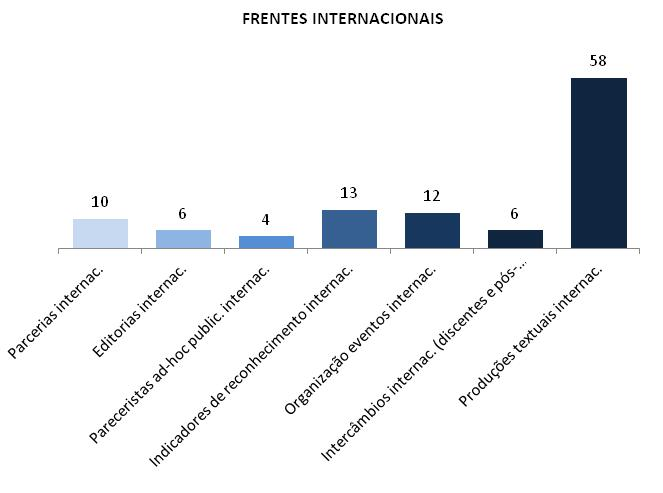 FRENTES INTERNACIONAIS
58
10
6
4
13
12
6
Parcerias internac.
Editorias internac.
Pareceristas ad-hoc public. internac.
Indicadores de reconhecimento internac.
Organização eventos internac.
Intercâmbios internac. (discentes e pós-...
Produções textuais internac.